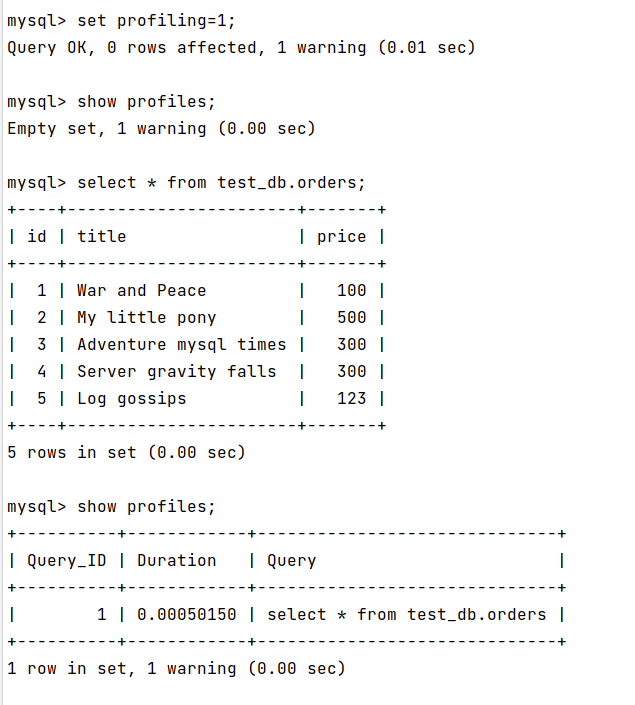 mysql> set profiling=1;
Query OK, 0 rows affected, 1 warning (0.01 sec)

mysql> show profiles;
Empty set, 1 warning (0.00 sec)

mysql> select * from test_db.orders;
+----+-----------------------+-------+
| id | title                 | price |
+----+-----------------------+-------+
|  1 | War and Peace         |   100 |
|  2 | My little pony        |   500 |
|  3 | Adventure mysql times |   300 |
|  4 | Server gravity falls  |   300 |
|  5 | Log gossips           |   123 |
+----+-----------------------+-------+
5 rows in set (0.00 sec)

mysql> show profiles;
+----------+------------+------------------------------+
| Query_ID | Duration   | Query                        |
+----------+------------+------------------------------+
|        1 | 0.00050150 | select * from test_db.orders |
+----------+------------+------------------------------+
1 row in set, 1 warning (0.00 sec)